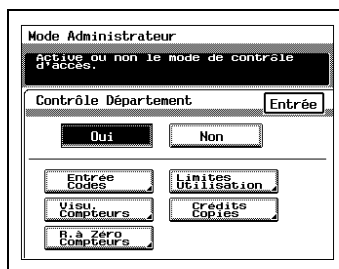 Mode Administrateur
Active ou non le mode de contrôle
d'accès.
Contrôle Département
Entrée
Oui
Non
Entrée
Codes
Limites
Utilisation
Visu.
Compteurs
Crédits
Copies
R.à Zéro
Compteurs